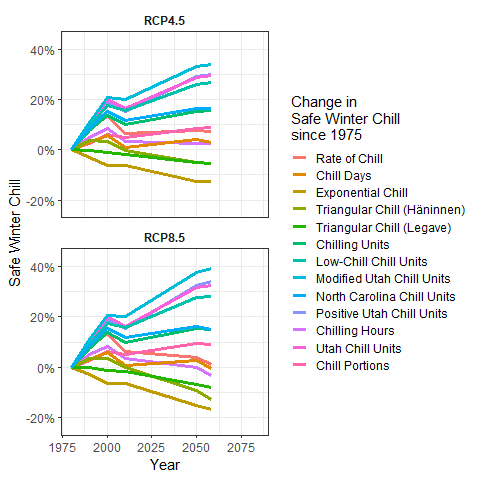 RCP4.5
40%
20%
0%
-20%
RCP8.5
40%
20%
0%
-20%
1975
2000
2025
2050
2075
Year
Safe Winter Chill
Change in
Safe Winter Chill
since 1975
Rate of Chill
Chill Days
Exponential Chill
Triangular Chill (Häninnen)
Triangular Chill (Legave)
Chilling Units
Low-Chill Chill Units
Modified Utah Chill Units
North Carolina Chill Units
Positive Utah Chill Units
Chilling Hours
Utah Chill Units
Chill Portions